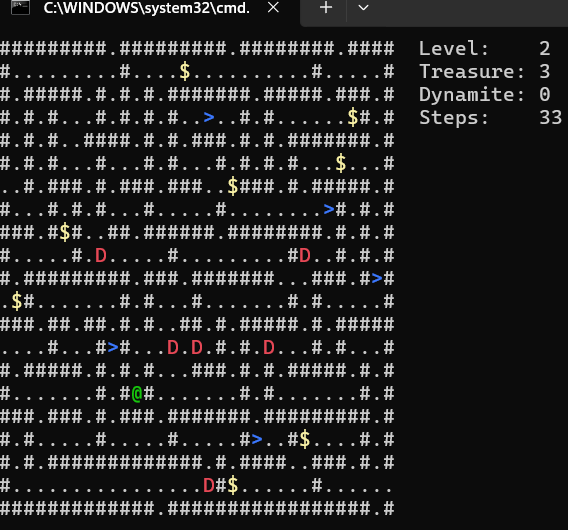 C:\WINDOWS\system32\cmd.
#########.#########.########.#### Level: 2
#.........#....$..........#.....# Treasure: 3
#.#####.#.#.#.#######.#####.###.# Dynamite: 0
#.#.#...#.#.#.#..>..#.#......$#.# Steps: 33
#.#.#..####.#.#.###.#.#.#######.#
#.#.#...#...#.#...#.#.#.#...$...#
..#.###.###.###..$###.#.#####.#
#...#.#.#...#.....#........>#.#.#
###.#$#..##.######.########.#.#.#
#.....#.D.....#.........#D..#.#.#
#.#########.###.#######...###.#>#
.$#.......#.#...#.......#.#.....#
###.##.##.#..##.#.#.#####.#.#####
....#...#>#...D.D.#.#.D...#.#...#
#.#####.#.#.#...###.#.#.###.###.#
#.......#.#@#.......#.#.......#.#
###.###.#.###.#######.#########.#
#.#.....#.....#.....#>..#$....#.#
#.#.#############.#.####..###.#.#
#................D#$......#......
#############.#################.#